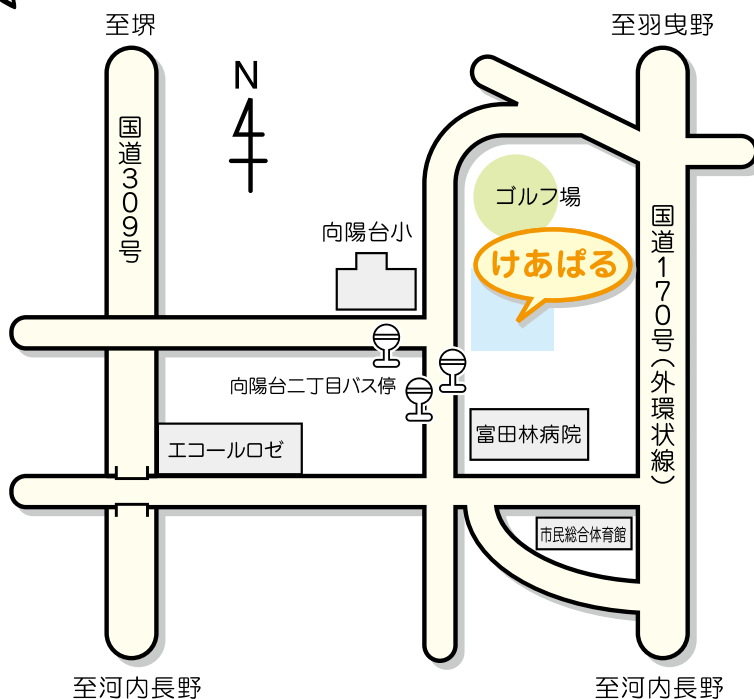 至堺
至羽曳野
N
国道309号
ゴルフ場
向陽台小
けあぱる
国道170号(外環状線)
向陽台二丁目バス停
富田林病院
エコールロゼ
市民総合体育館
至河内長野
至河内長野